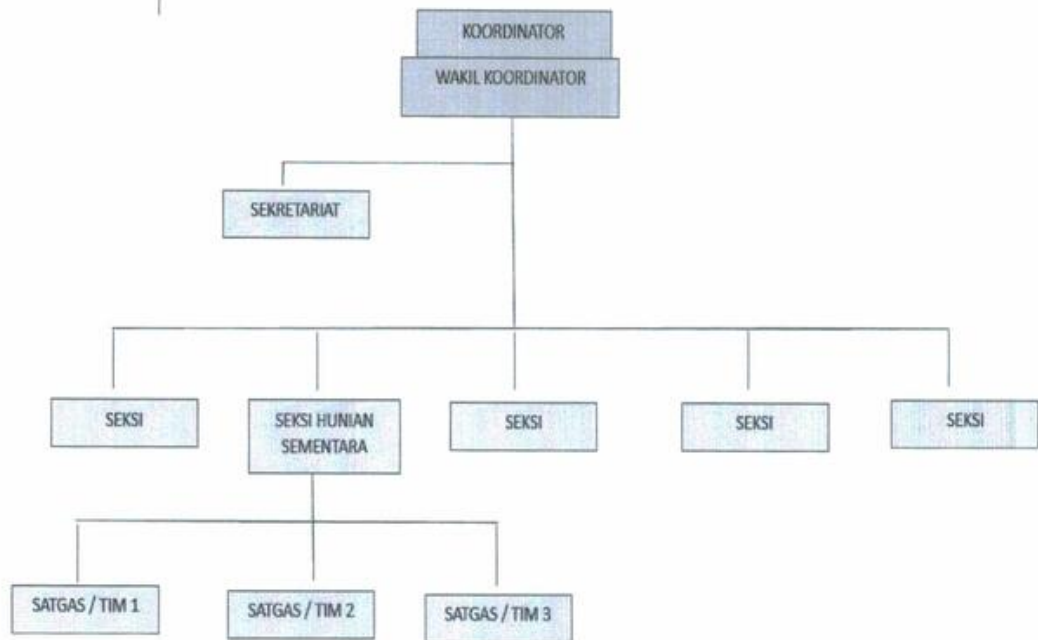 KOORDINATOR
WAKIL KOORDINATOR
SEKRETARIAT
SEKSI
SEKSI HUNIAN
SEMENTARA
SEKSI
SEKSI
SEKSI
SATGAS / TIM 1
SATGAS / TIM 2
SATGAS / TIM 3